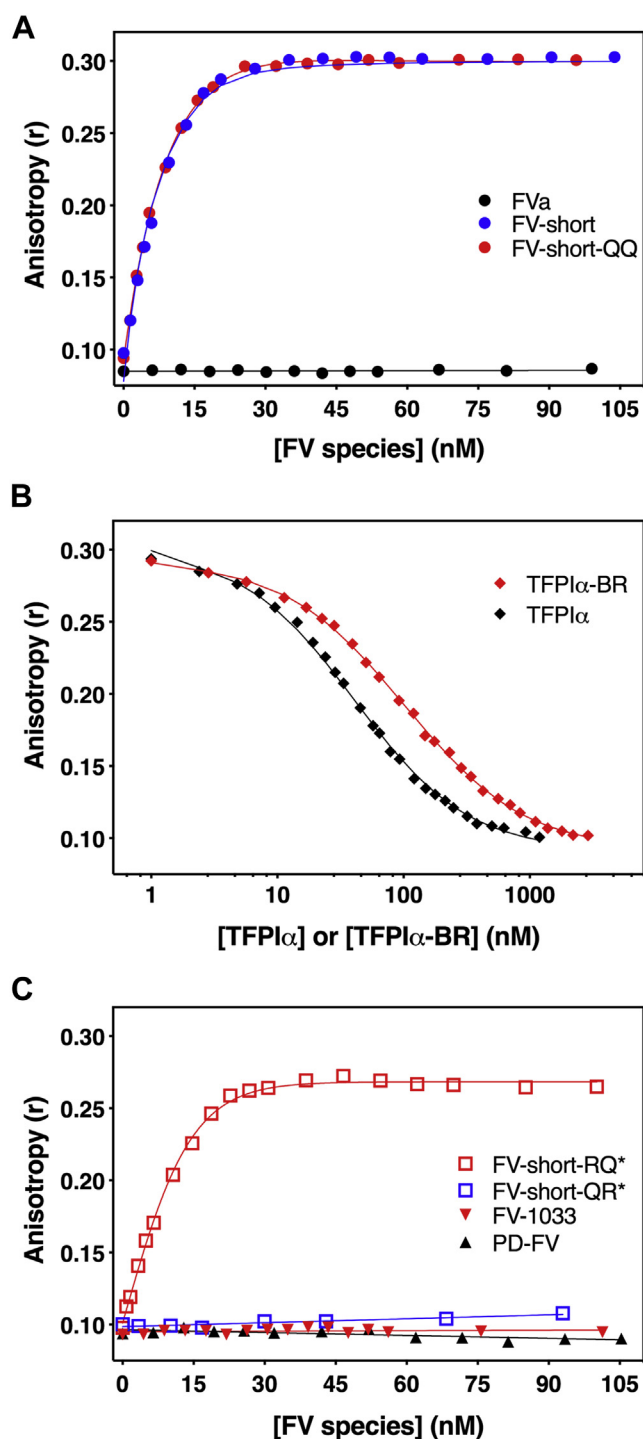 A
0.30
0.25
0.20
0.15
0.10
Anisotropy (r)
FVa
FV-short
FV-short-QQ
0 15 30 45 60 75 90 105
[FV species] (nM)
B
0.30
0.25
0.20
0.15
0.10
Anisotropy (r)
TFPIα-BR
TFPIα
1 10 100 1000
[TFPIα] or [TFPIα-BR] (nM)
C
0.30
0.25
0.20
0.15
0.10
Anisotropy (r)
FV-short-RQ*
FV-short-QR*
FV-1033
PD-FV
0 15 30 45 60 75 90 105
[FV species] (nM)